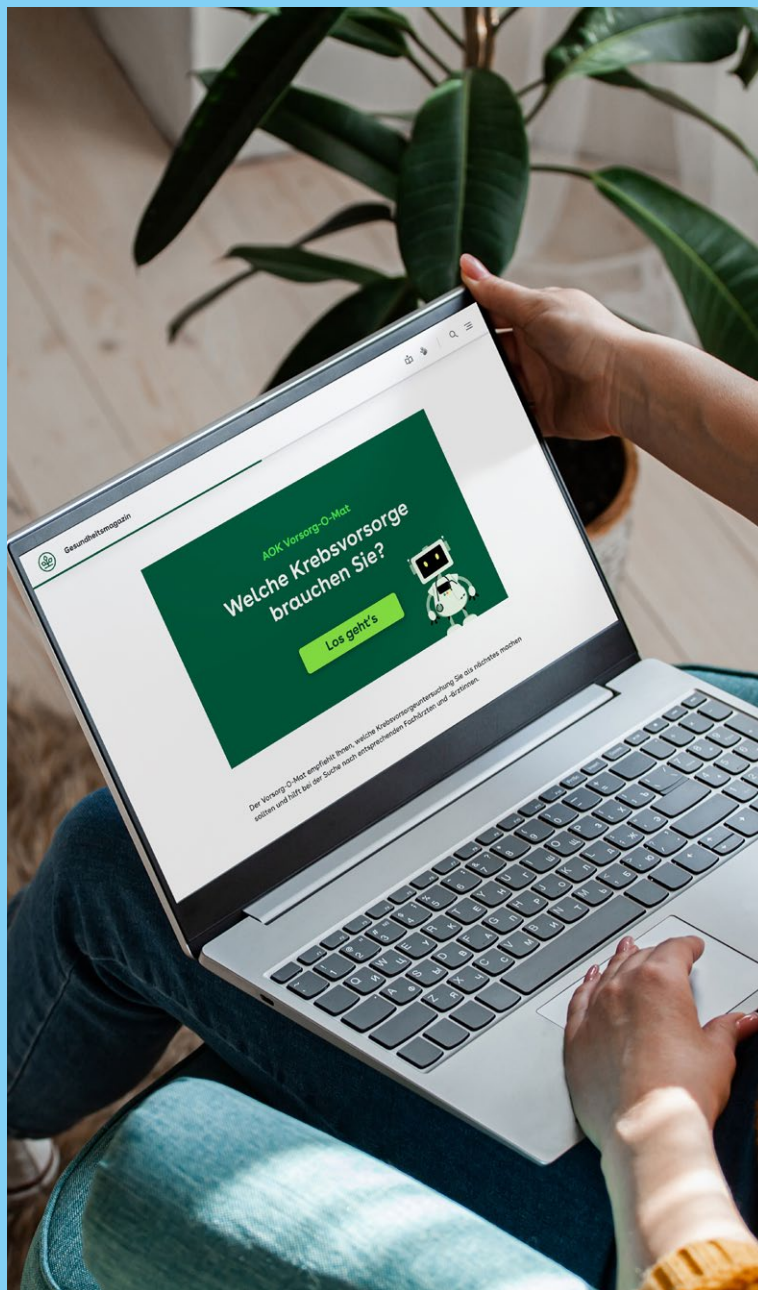 Gesundheitsmagazin
AOK Vorsorg-O-Mat
Welche Krebsvorsorge
brauchen Sie?
Los geht's
Der Vorsorg-O-Mat empfiehlt Ihnen, welche Krebsvorsorgeuntersuchung Sie als nächstes machen
sollten und hilft bei der Suche nach entsprechenden Fachärzten und -ärztinnen.